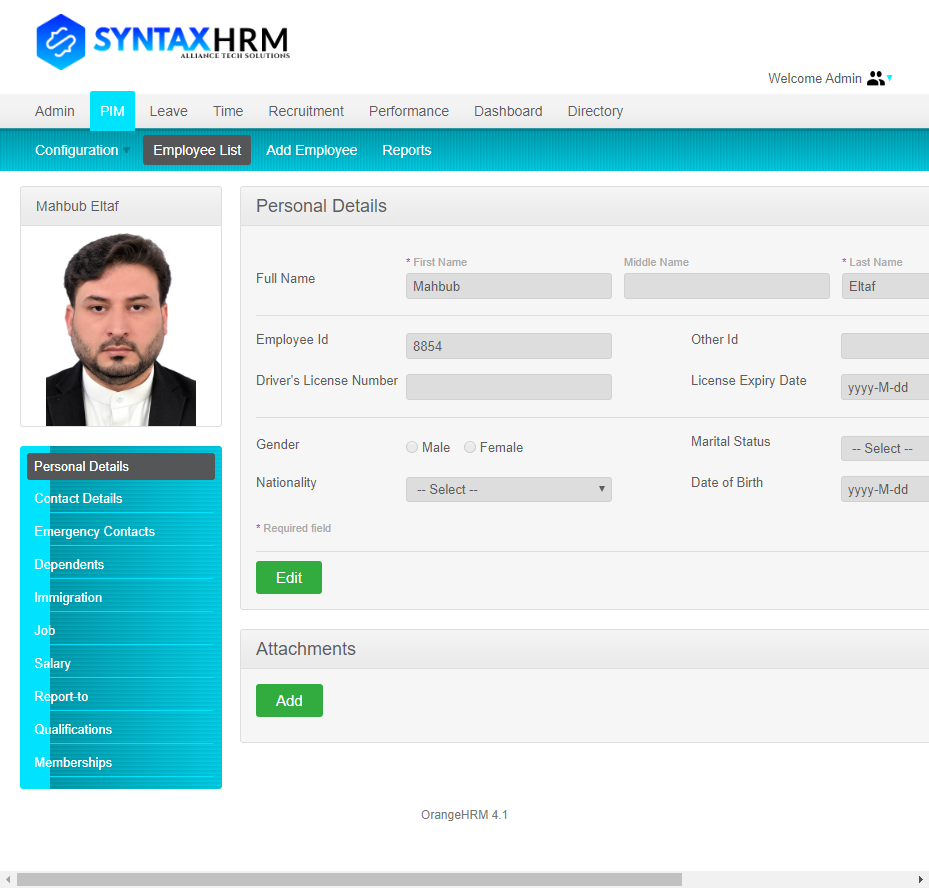 SYNTAXHRM
ALLIANCE TECH SOLUTIONS
Welcome Admin
Admin PIM Leave Time Recruitment Performance Dashboard Directory
Configuration Employee List Add Employee Reports
Mahbub Eltaf
Personal Details
* First Name Middle Name * Last Name
Full Name Mahbub Eltaf
Employee Id 8854 Other Id
Driver's License Number License Expiry Date yyyy-M-dd
Gender Male Female Marital Status -- Select --
Nationality -- Select -- Date of Birth yyyy-M-dd
* Required field
Edit
Personal Details
Contact Details
Emergency Contacts
Dependents
Immigration
Job
Salary
Report-to
Qualifications
Memberships
Attachments
Add
OrangeHRM 4.1